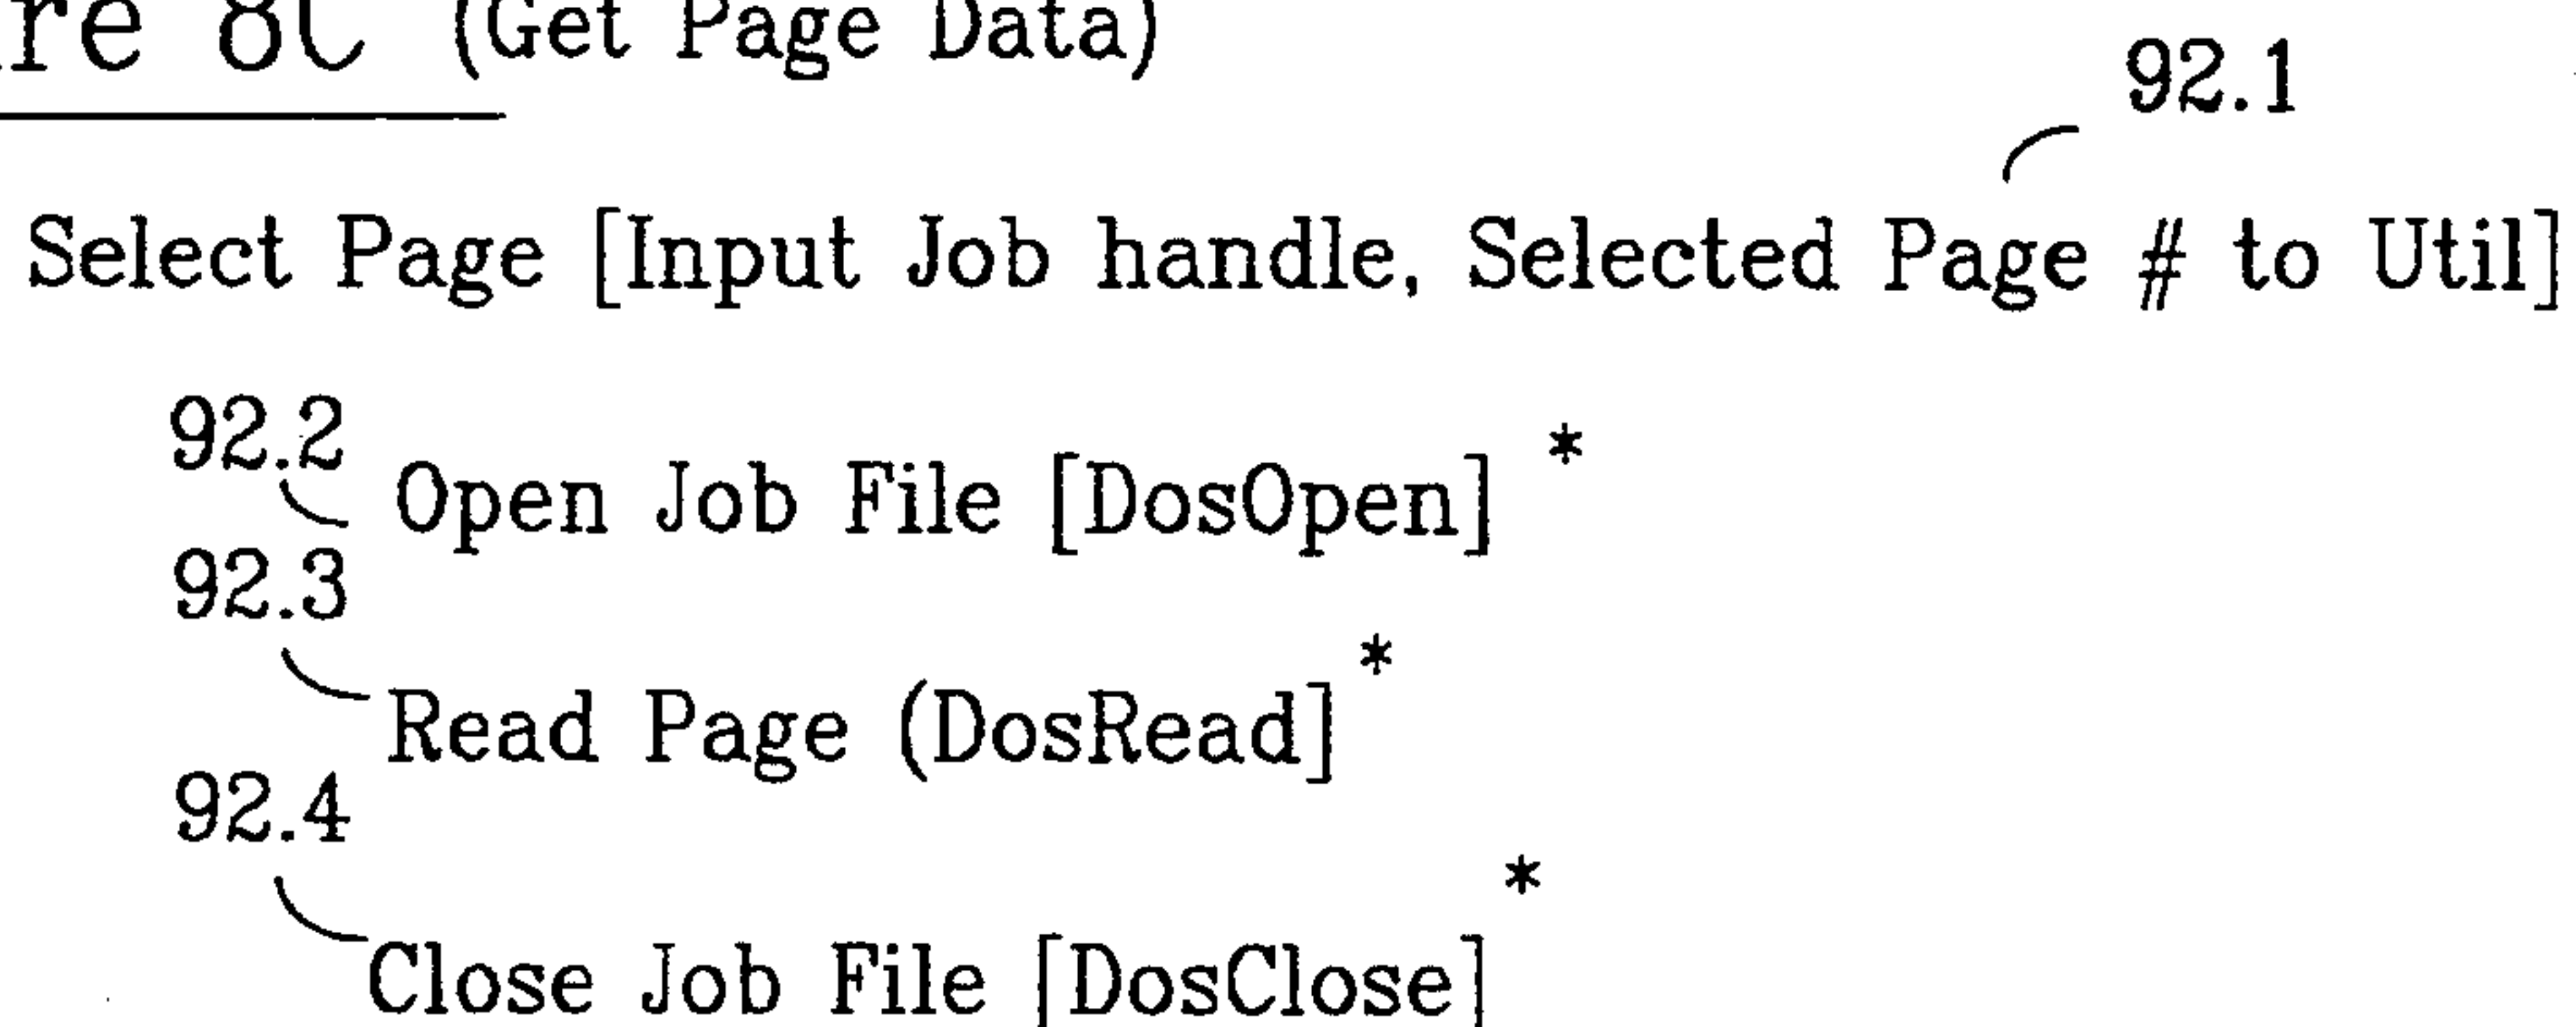 re 8C (Get Page Data)
92.1
Select Page [Input Job handle, Selected Page # to Util]
92.2
Open Job File [DosOpen] *
92.3
Read Page (DosRead] *
92.4
Close Job File [DosClose] *